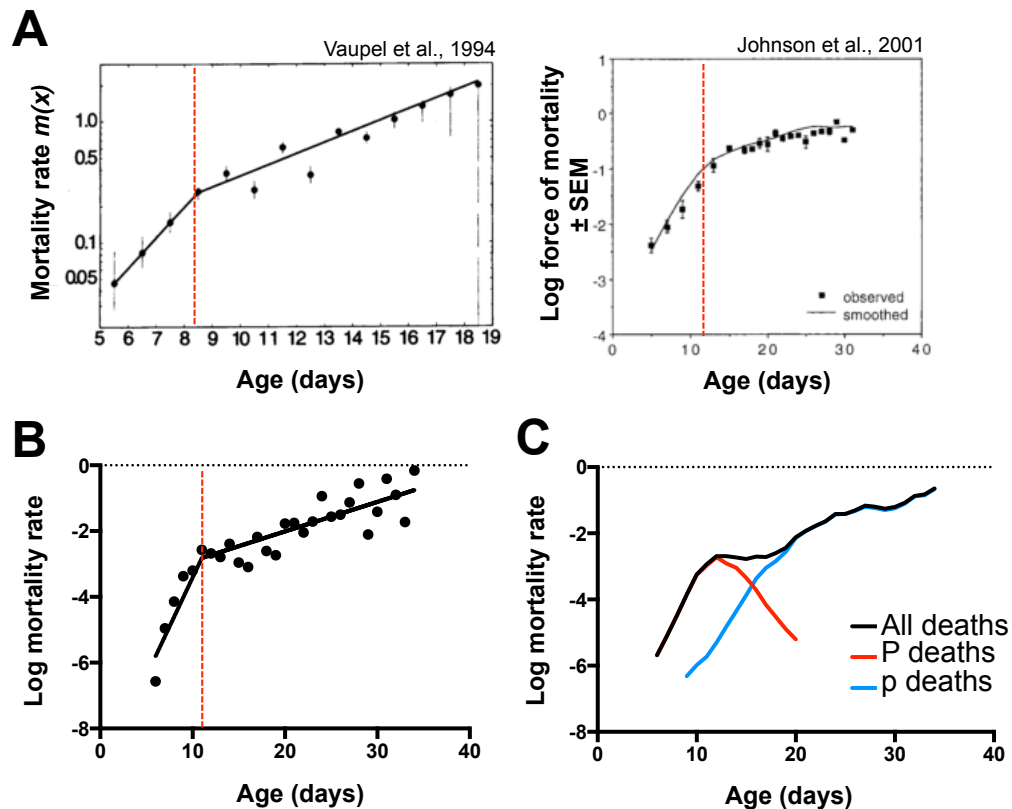 A
Vaupel et al., 1994
Mortality rate m(x)
1.0
0.5
0.1
0.05
5 6 7 8 9 10 11 12 13 14 15 16 17 18 19
Age (days)
Johnson et al., 2001
Log force of mortality
± SEM
1
0
-1
-2
-3
-4
observed
smoothed
0 10 20 30 40
Age (days)
B
Log mortality rate
0
-2
-4
-6
-8
0 10 20 30 40
Age (days)
C
Log mortality rate
0
-2
-4
-6
-8
All deaths
P deaths
p deaths
0 10 20 30 40
Age (days)